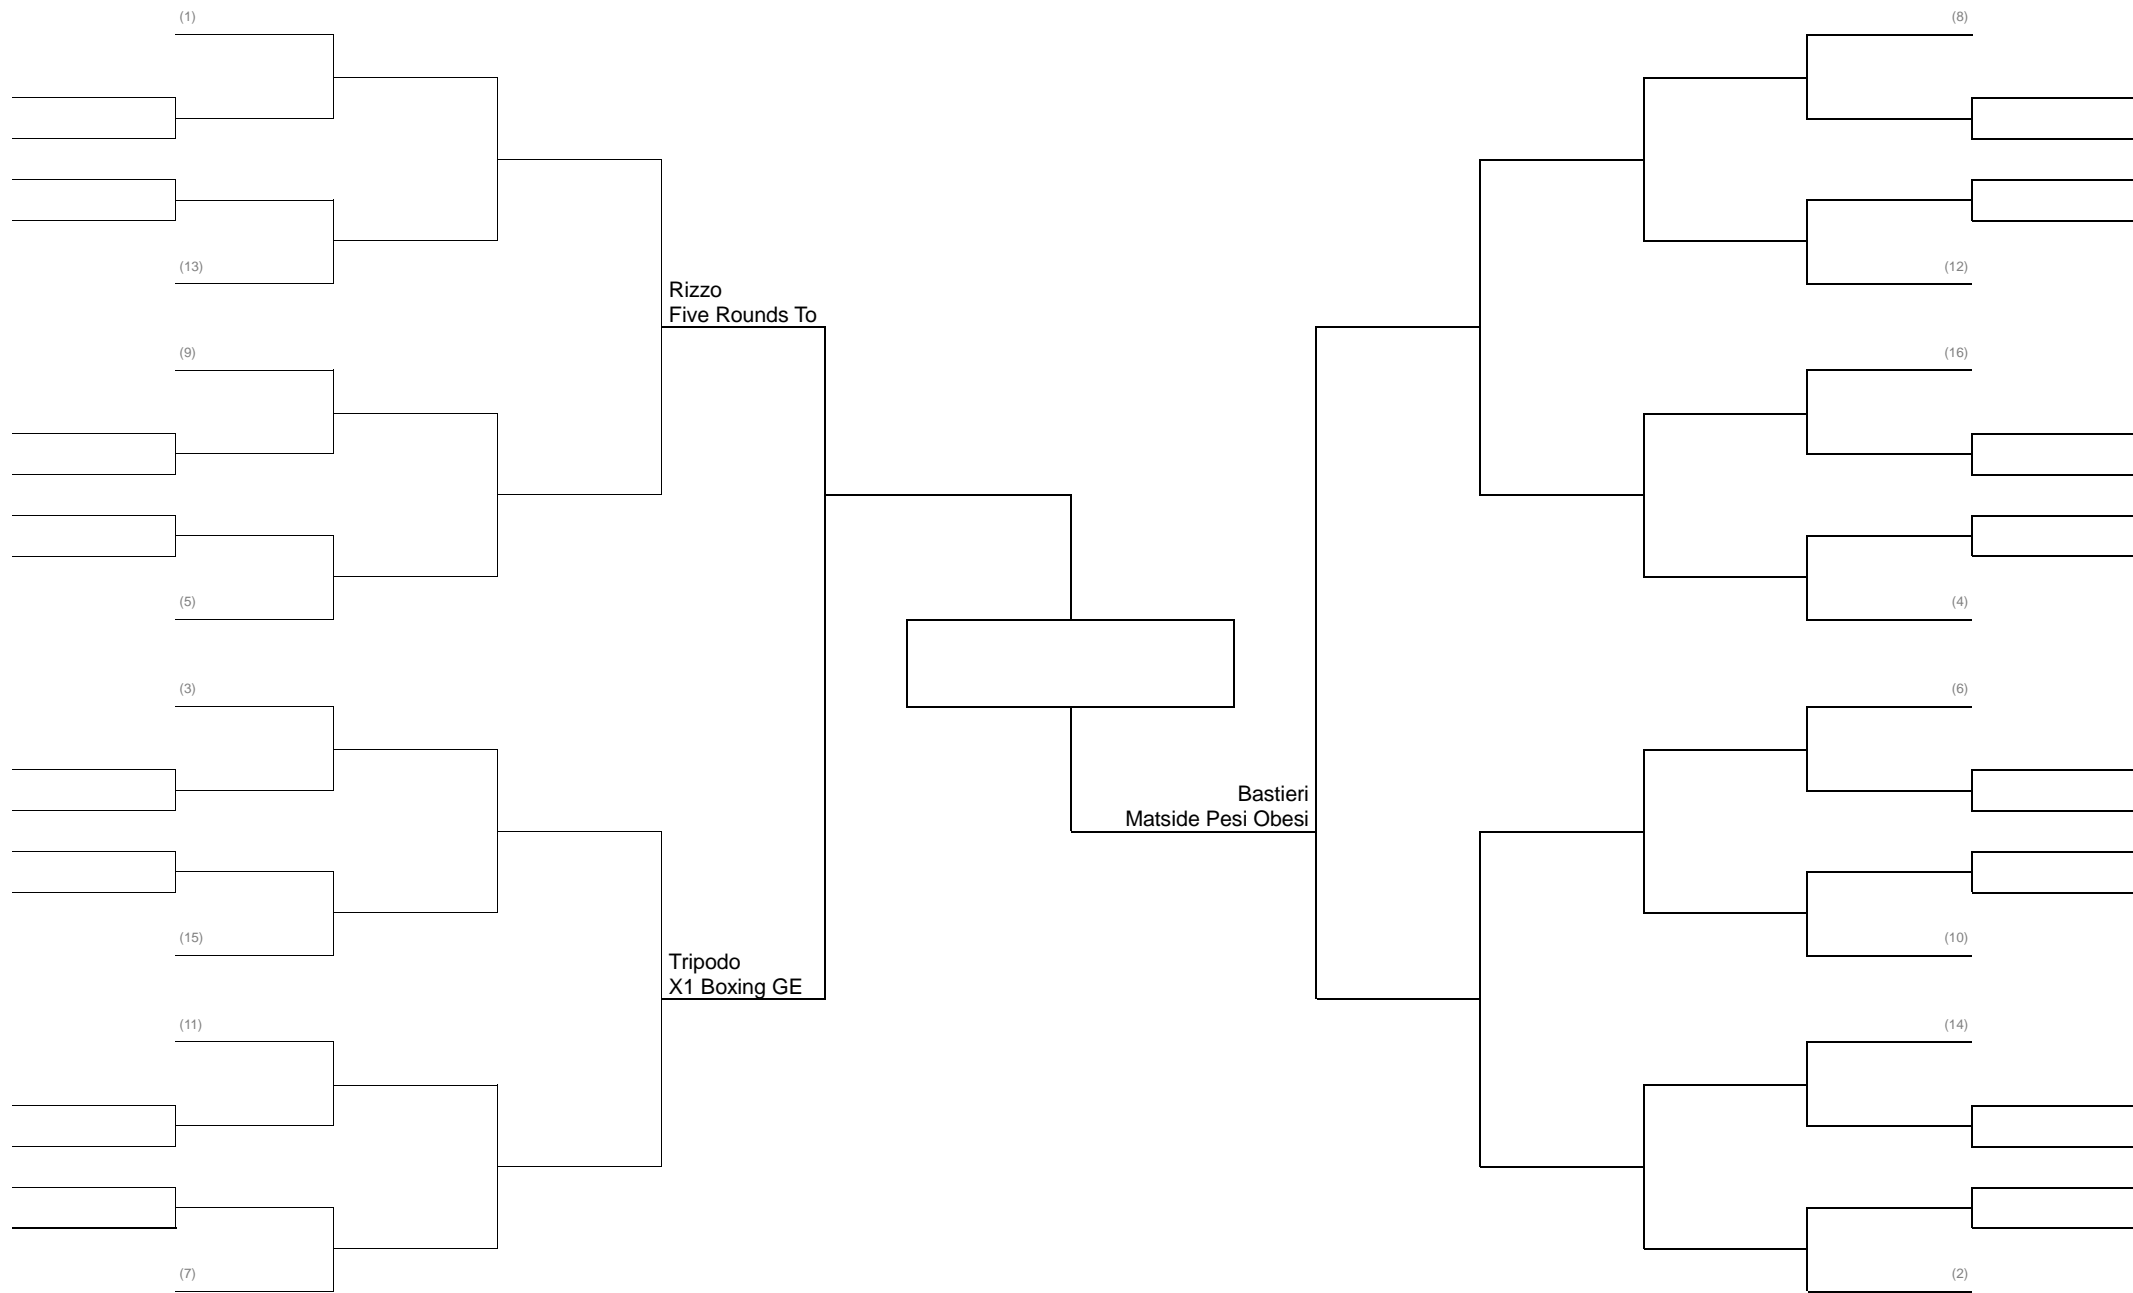 (1)
(8)
(13)
(12)
Rizzo
Five Rounds To
(9)
(16)
(5)
(4)
(3)
(6)
Bastieri
Matside Pesi Obesi
(15)
(10)
Tripodo
X1 Boxing GE
(11)
(14)
(7)
(2)